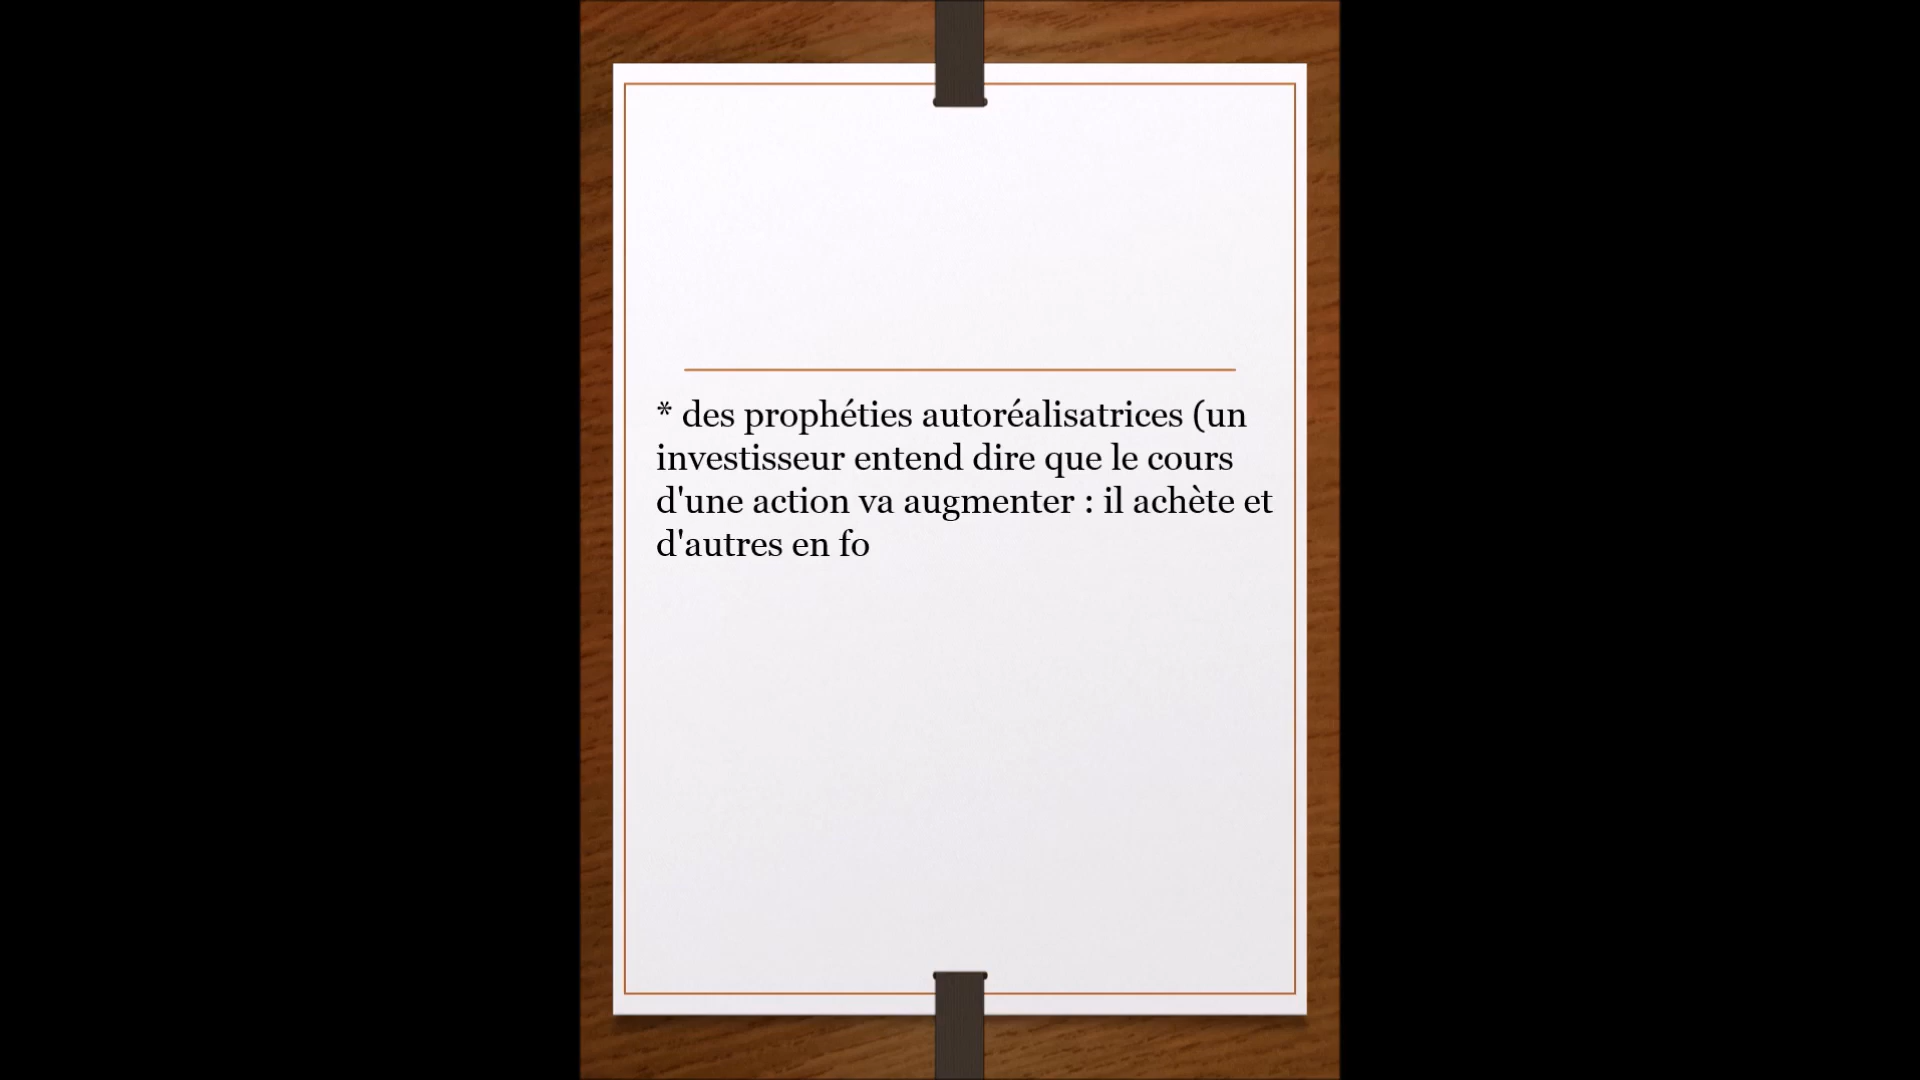 * des prophéties autoréalisatrices (un
investisseur entend dire que le cours
d'une action va augmenter : il achète et
d'autres en fo